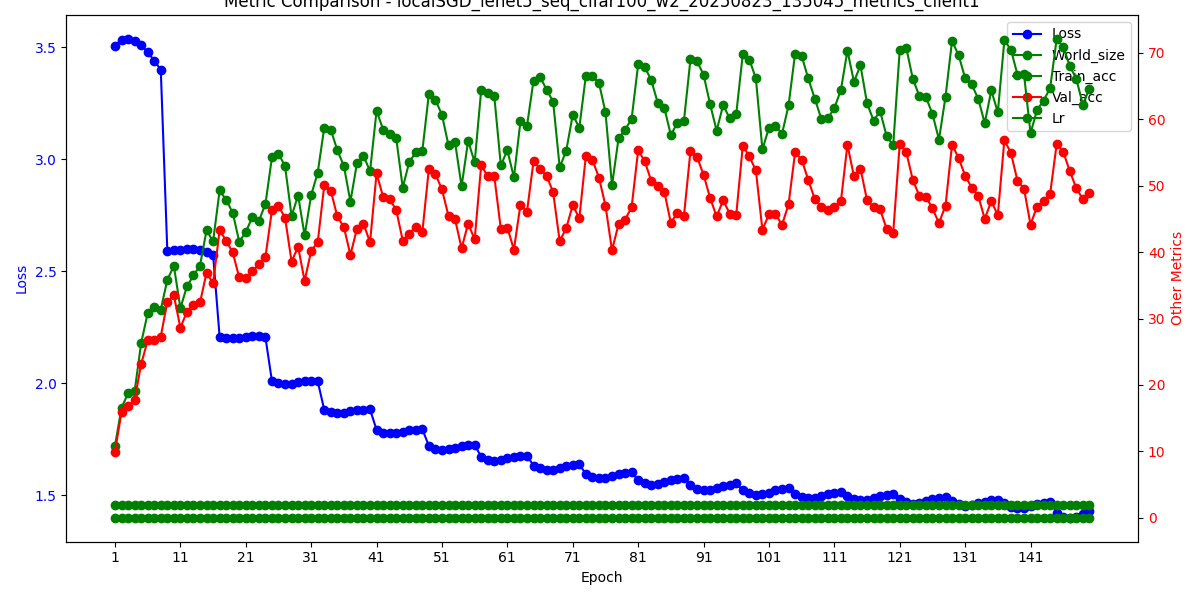 Metric Comparison - localSGD_lenet5_seq_cifar100_w2_20250823_135045_metrics_client1
Loss
World_size
Train_acc
Val_acc
Lr
3.5
3.0
2.5
2.0
1.5
Loss
70
60
50
40
30
20
10
0
Other Metrics
1 11 21 31 41 51 61 71 81 91 101 111 121 131 141
Epoch